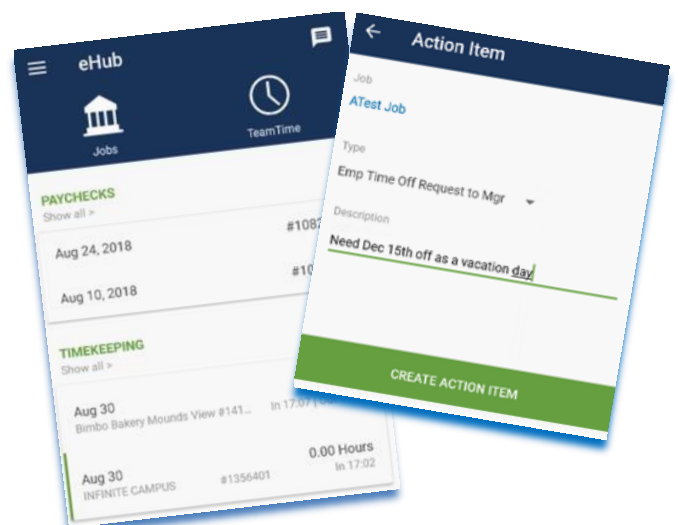 eHub
Jobs
TeamTime
PAYCHECKS
Show all >
Aug 24, 2018
Aug 10, 2018
TIMEKEEPING
Show all >
Aug 30
Bimbo Bakery Mounds View #141... In 17:07
Aug 30 0.00 Hours
INFINITE CAMPUS #1356401 In 17:02
Action Item
Job
ATest Job
Type
Emp Time Off Request to Mgr
Description
Need Dec 15th off as a vacation day
CREATE ACTION ITEM